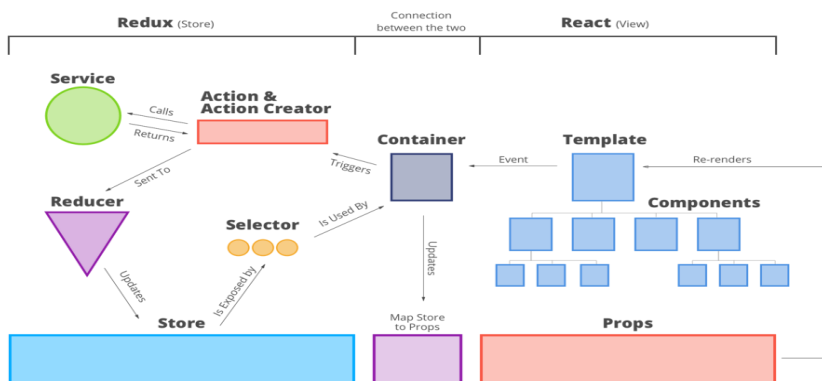 Redux (Store)
Connection
between the two
React (View)
Service
Action &
Action Creator
Calls
Returns
Container
Template
Triggers
Event
Re-renders
Sent To
Reducer
Selector
Is Used By
Components
Updates
Is Exposed by
Updates
Store
Map Store
to Props
Props